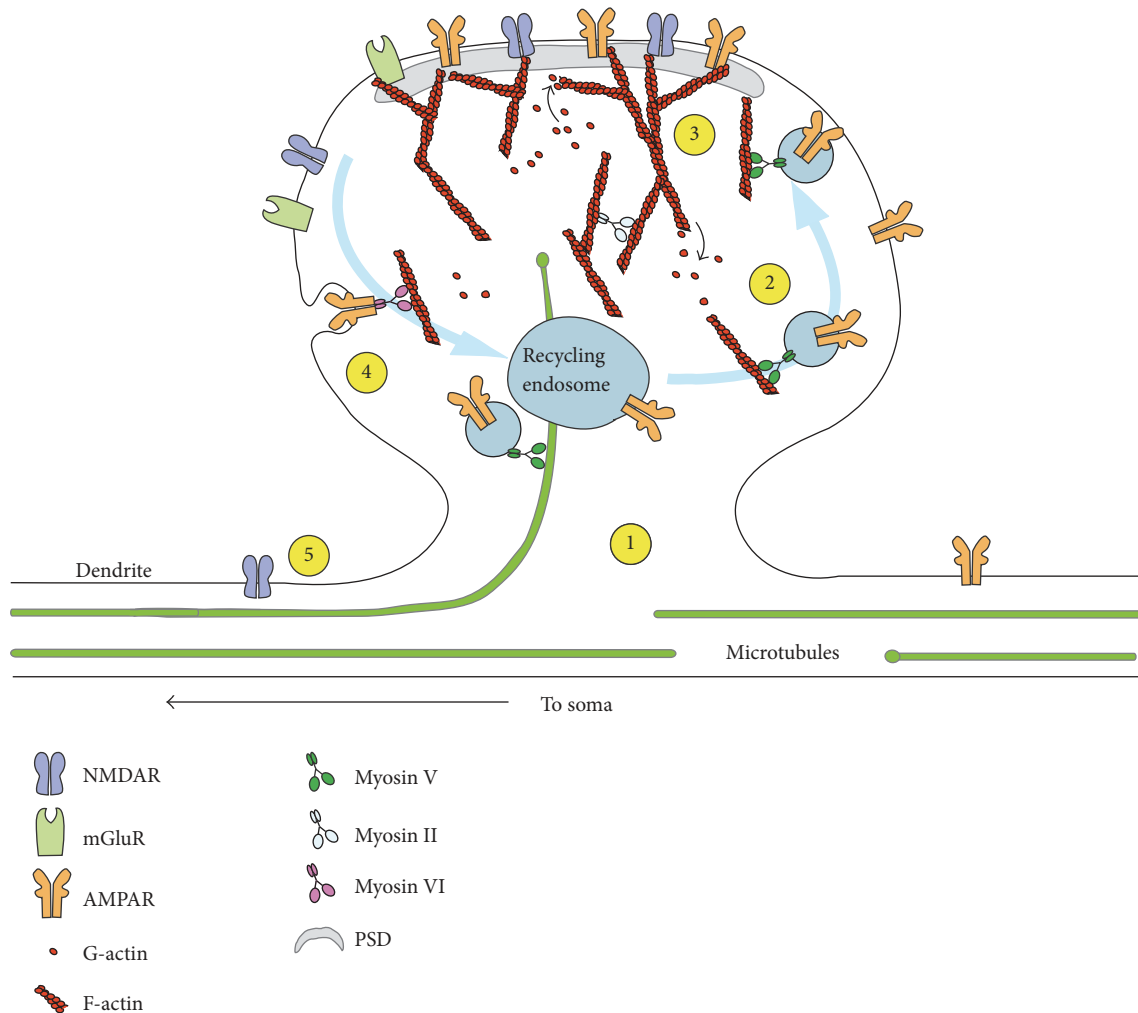 3
2
Recycling
endosome
4
1
5
Dendrite
Microtubules
To soma
NMDAR
mGluR
AMPAR
G-actin
F-actin
Myosin V
Myosin II
Myosin VI
PSD